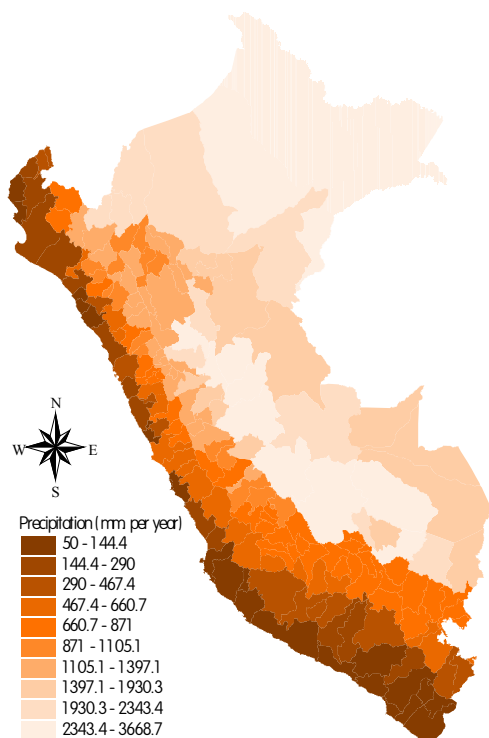 N
W E
S
Precipitation (mm per year)
50 - 144.4
144.4 - 290
290 - 467.4
467.4 - 660.7
660.7 - 871
871 - 1105.1
1105.1 - 1397.1
1397.1 - 1930.3
1930.3 - 2343.4
2343.4 - 3668.7